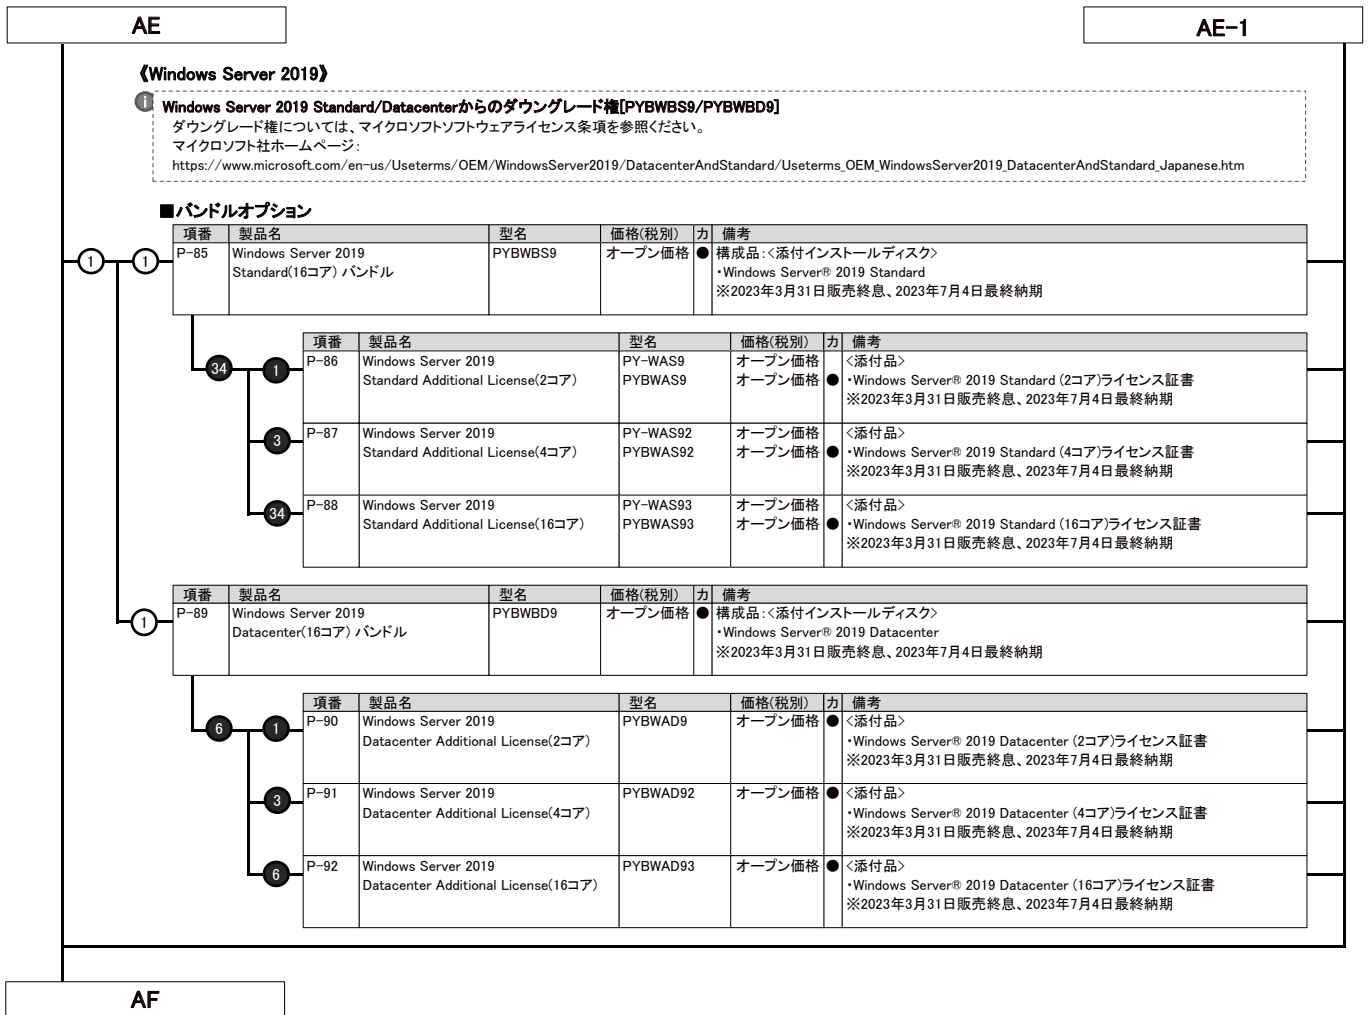 AE
AE-1
《Windows Server 2019》
i
Windows Server 2019 Standard/Datacenterからのダウングレード権[PYBWBS9/PYBWBD9]
ダウングレード権については、マイクロソフトソフトウェアライセンス条項を参照ください。
マイクロソフト社ホームページ:
https://www.microsoft.com/en-us/Useterms/OEM/WindowsServer2019/DatacenterAndStandard/Useterms_OEM_WindowsServer2019_DatacenterAndStandard_Japanese.htm
■バンドルオプション
項番 製品名 型名 価格(税別) カ 備考
1 1 P-85 Windows Server 2019 PYBWBS9 オープン価格 ● 構成品:<添付インストールディスク>
Standard(16コア) バンドル ・Windows Server® 2019 Standard
※2023年3月31日販売終息、2023年7月4日最終納期
項番 製品名 型名 価格(税別) カ 備考
34 1 P-86 Windows Server 2019 PY-WAS9 オープン価格 <添付品>
Standard Additional License(2コア) PYBWAS9 オープン価格 ● ・Windows Server® 2019 Standard (2コア)ライセンス証書
※2023年3月31日販売終息、2023年7月4日最終納期
3 P-87 Windows Server 2019 PY-WAS92 オープン価格 <添付品>
Standard Additional License(4コア) PYBWAS92 オープン価格 ● ・Windows Server® 2019 Standard (4コア)ライセンス証書
※2023年3月31日販売終息、2023年7月4日最終納期
34 P-88 Windows Server 2019 PY-WAS93 オープン価格 <添付品>
Standard Additional License(16コア) PYBWAS93 オープン価格 ● ・Windows Server® 2019 Standard (16コア)ライセンス証書
※2023年3月31日販売終息、2023年7月4日最終納期
項番 製品名 型名 価格(税別) カ 備考
1 P-89 Windows Server 2019 PYBWBD9 オープン価格 ● 構成品:<添付インストールディスク>
Datacenter(16コア) バンドル ・Windows Server® 2019 Datacenter
※2023年3月31日販売終息、2023年7月4日最終納期
項番 製品名 型名 価格(税別) カ 備考
6 1 P-90 Windows Server 2019 PYBWAD9 オープン価格 ● <添付品>
Datacenter Additional License(2コア) ・Windows Server® 2019 Datacenter (2コア)ライセンス証書
※2023年3月31日販売終息、2023年7月4日最終納期
3 P-91 Windows Server 2019 PYBWAD92 オープン価格 ● <添付品>
Datacenter Additional License(4コア) ・Windows Server® 2019 Datacenter (4コア)ライセンス証書
※2023年3月31日販売終息、2023年7月4日最終納期
6 P-92 Windows Server 2019 PYBWAD93 オープン価格 ● <添付品>
Datacenter Additional License(16コア) ・Windows Server® 2019 Datacenter (16コア)ライセンス証書
※2023年3月31日販売終息、2023年7月4日最終納期
AF